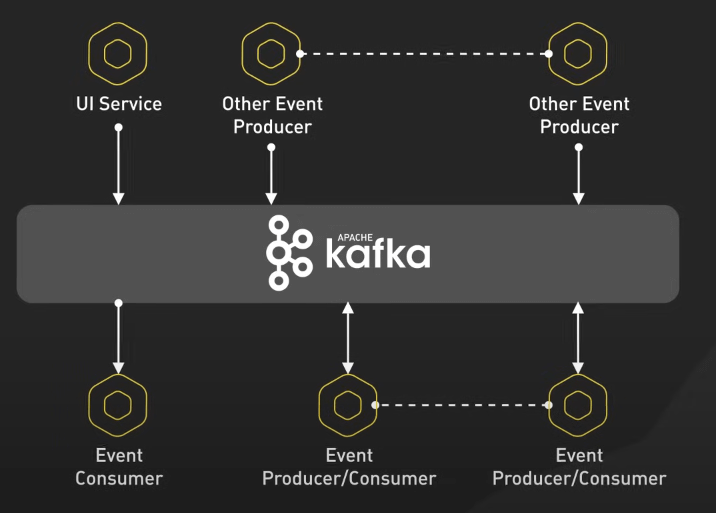 UI Service
Other Event
Producer
Other Event
Producer
APACHE
kafka
Event
Consumer
Event
Producer/Consumer
Event
Producer/Consumer